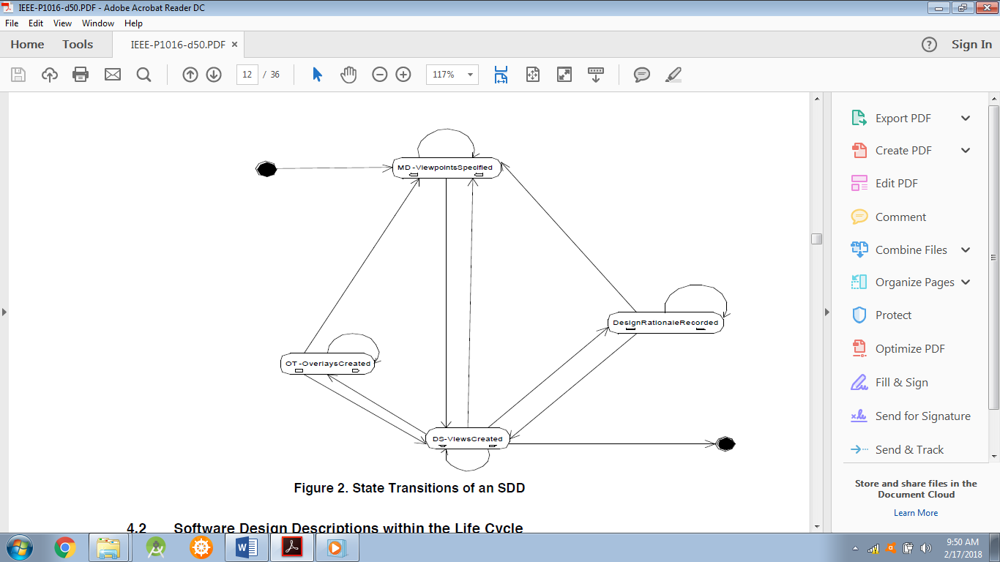 IEEE-P1016-d50.PDF - Adobe Acrobat Reader DC
File Edit View Window Help
Home Tools IEEE-P1016-d50.PDF × Sign In
12 / 36 117%
MD-ViewpointsSpecified
DesignRationaleRecorded
OT-OverlaysCreated
DS-ViewsCreated
Figure 2. State Transitions of an SDD
4.2 Software Design Descriptions within the Life Cycle
Export PDF
Create PDF
Edit PDF
Comment
Combine Files
Organize Pages
Protect
Optimize PDF
Fill & Sign
Send for Signature
Send & Track
Store and share files in the
Document Cloud
Learn More
9:50 AM
2/17/2018